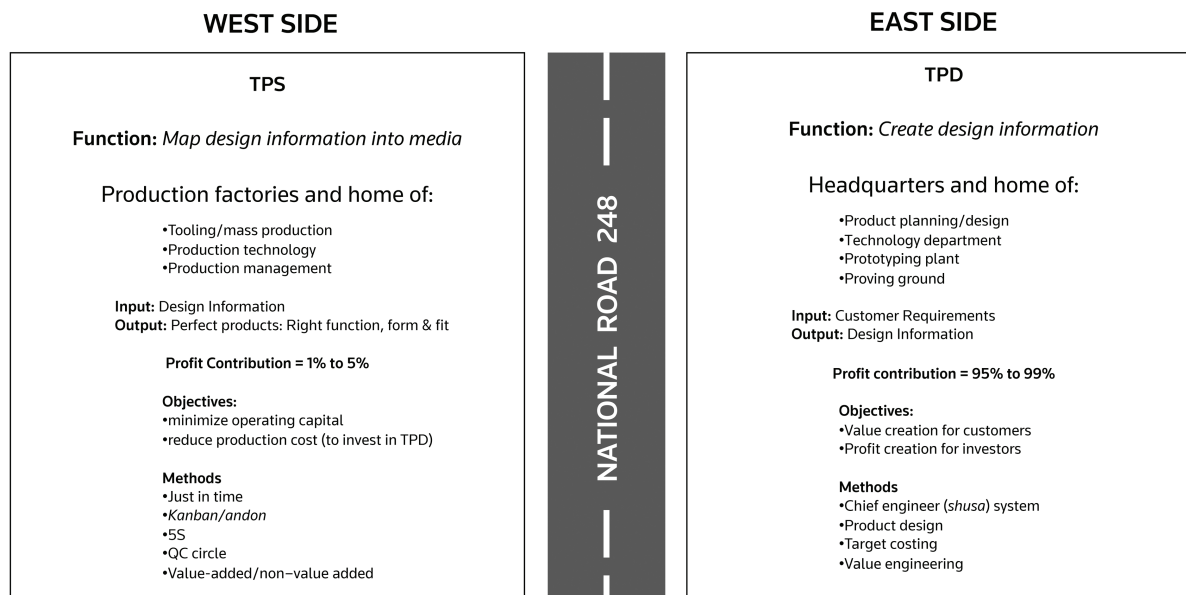 WEST SIDE
TPS
Function: Map design information into media
Production factories and home of:
•Tooling/mass production
•Production technology
•Production management
Input: Design Information
Output: Perfect products: Right function, form & fit
Profit Contribution = 1% to 5%
Objectives:
•minimize operating capital
•reduce production cost (to invest in TPD)
Methods
•Just in time
•Kanban/andon
•5S
•QC circle
•Value-added/non–value added
NATIONAL ROAD 248
EAST SIDE
TPD
Function: Create design information
Headquarters and home of:
•Product planning/design
•Technology department
•Prototyping plant
•Proving ground
Input: Customer Requirements
Output: Design Information
Profit contribution = 95% to 99%
Objectives:
•Value creation for customers
•Profit creation for investors
Methods
•Chief engineer (shusa) system
•Product design
•Target costing
•Value engineering